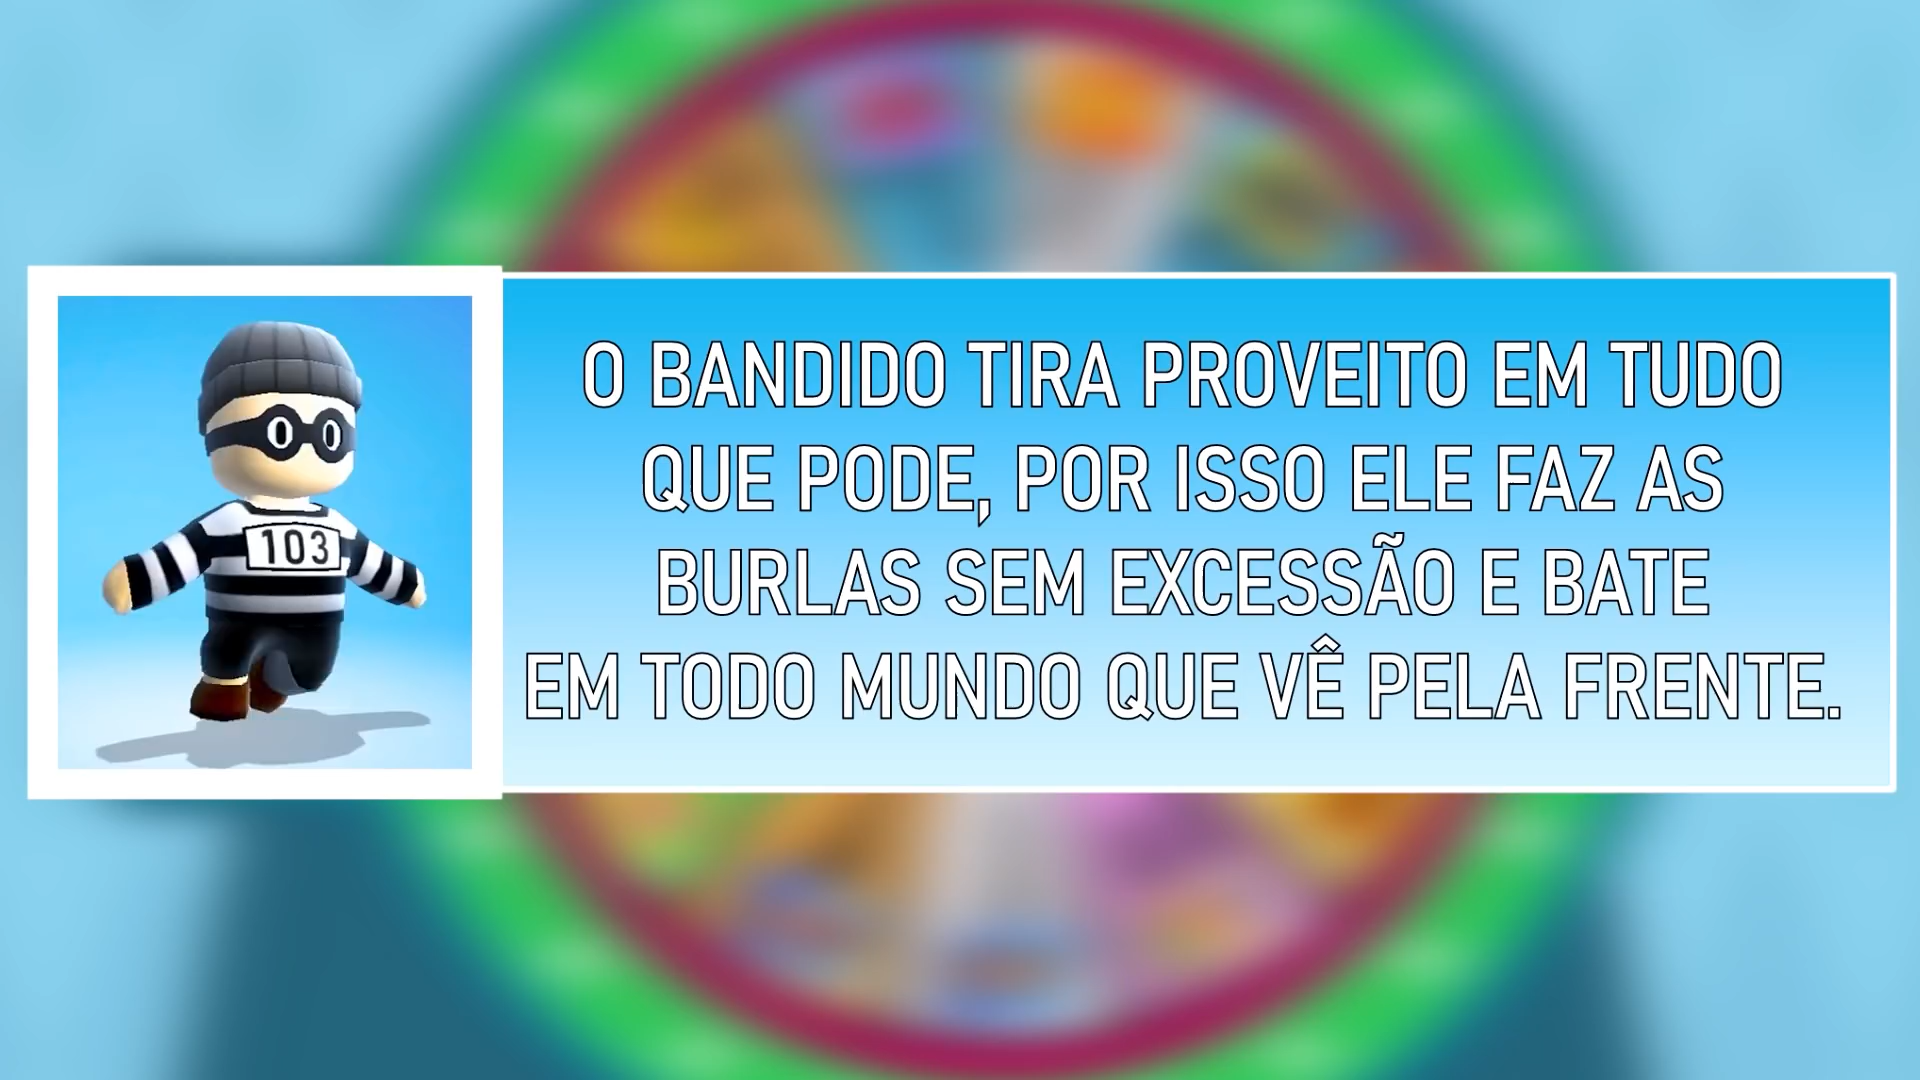 O BANDIDO TIRA PROVEITO EM TUDO
QUE PODE, POR ISSO ELE FAZ AS
BURLAS SEM EXCESSÃO E BATE
EM TODO MUNDO QUE VÊ PELA FRENTE.
103